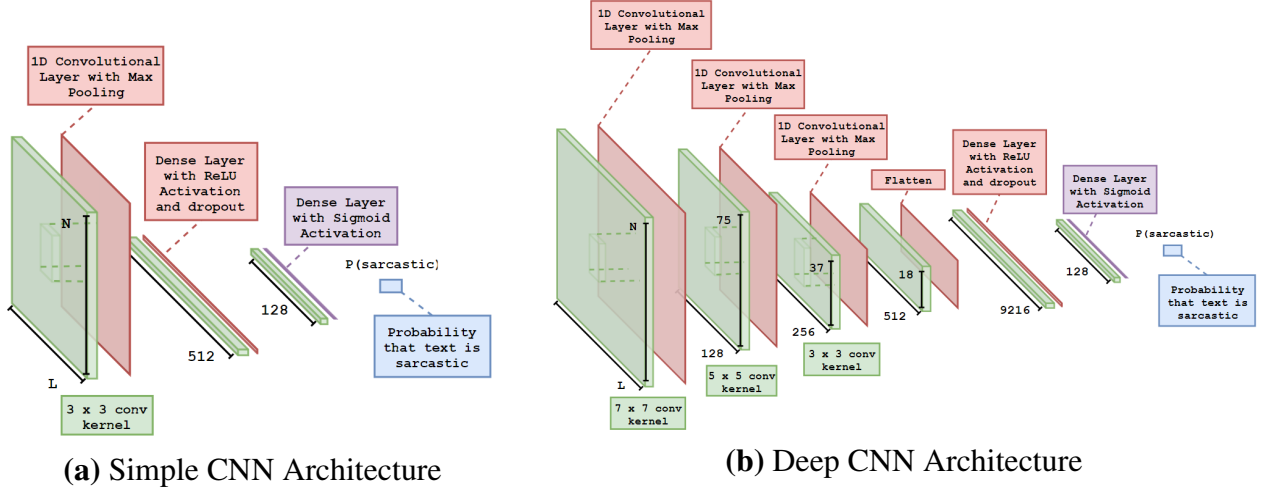 1D Convolutional
Layer with Max
Pooling
Dense Layer
with ReLU
Activation
and dropout
Dense Layer
with Sigmoid
Activation
P(sarcastic)
Probability
that text is
sarcastic
N
L
512
128
3 x 3 conv
kernel
(a) Simple CNN Architecture
1D Convolutional
Layer with Max
Pooling
1D Convolutional
Layer with Max
Pooling
1D Convolutional
Layer with Max
Pooling
Flatten
Dense Layer
with ReLU
Activation
and dropout
Dense Layer
with Sigmoid
Activation
P(sarcastic)
Probability
that text is
sarcastic
N
75
37
18
L
128
256
512
9216
128
7 x 7 conv
kernel
5 x 5 conv
kernel
3 x 3 conv
kernel
(b) Deep CNN Architecture